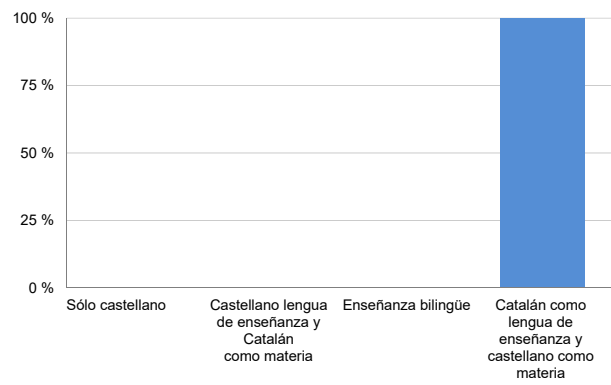 100 %
75 %
50 %
25 %
0 %
Sólo castellano
Castellano lengua
de enseñanza y
Catalán
como materia
Enseñanza bilingüe
Catalán como
lengua de
enseñanza y
castellano como
materia